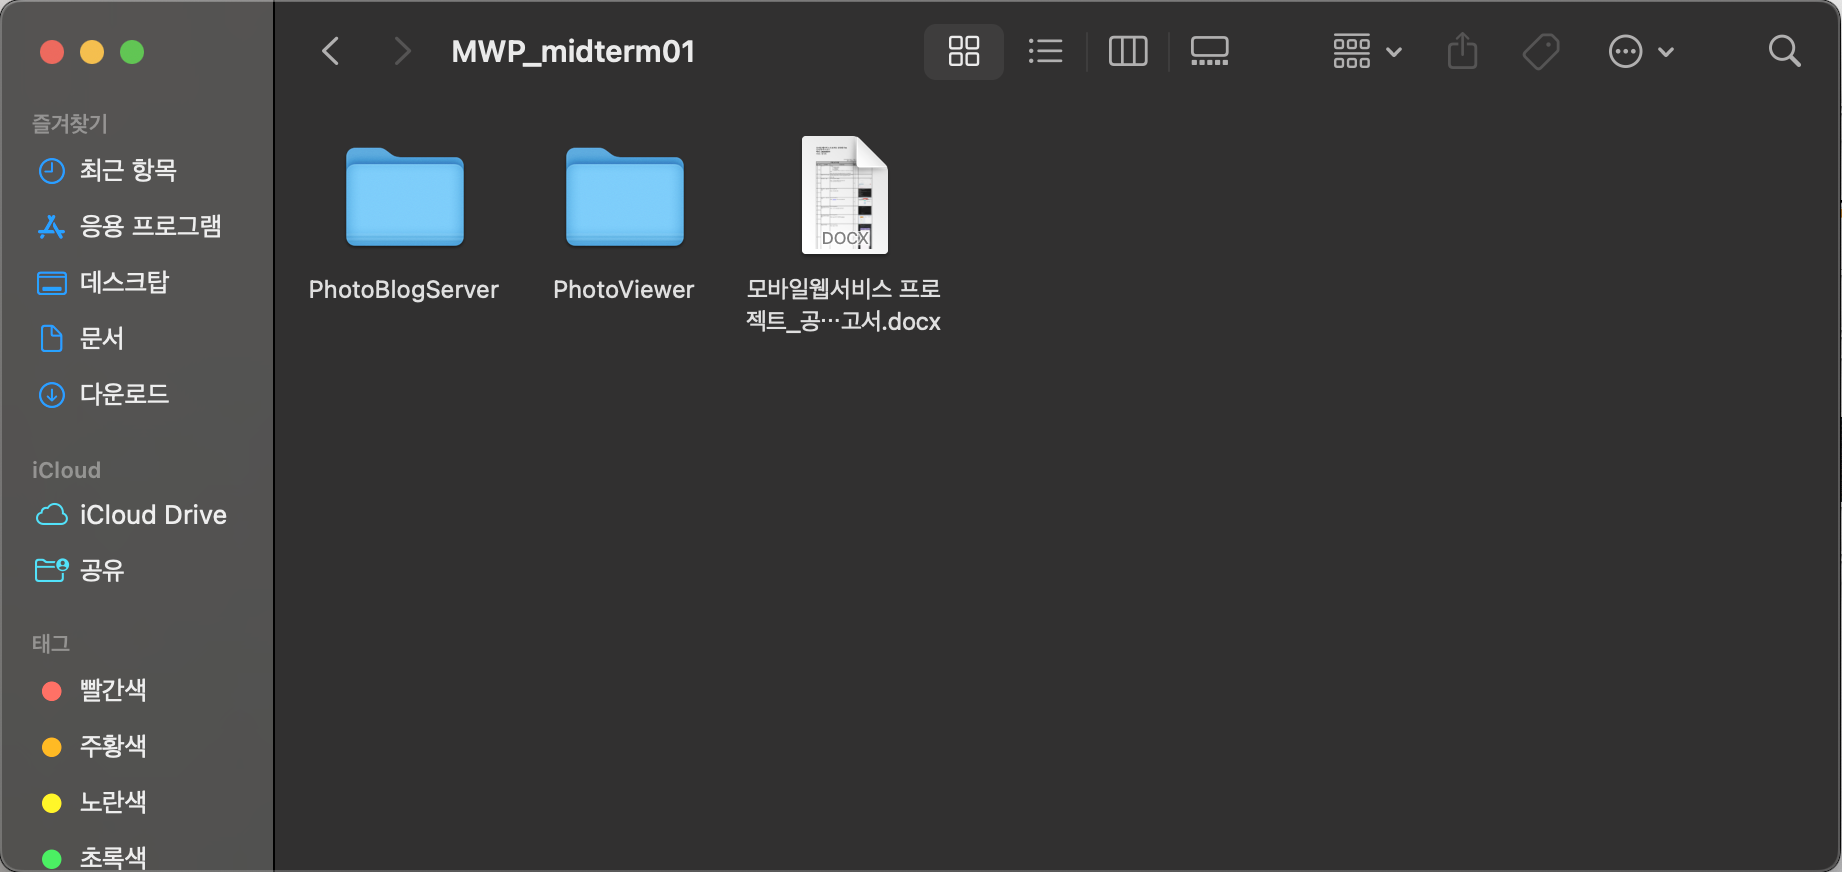 MWP_midterm01
즐겨찾기
최근 항목
응용 프로그램
데스크탑
문서
다운로드
iCloud
iCloud Drive
공유
태그
빨간색
주황색
노란색
초록색
PhotoBlogServer
PhotoViewer
DOCX
모바일웹서비스 프로
젝트_공…고서.docx